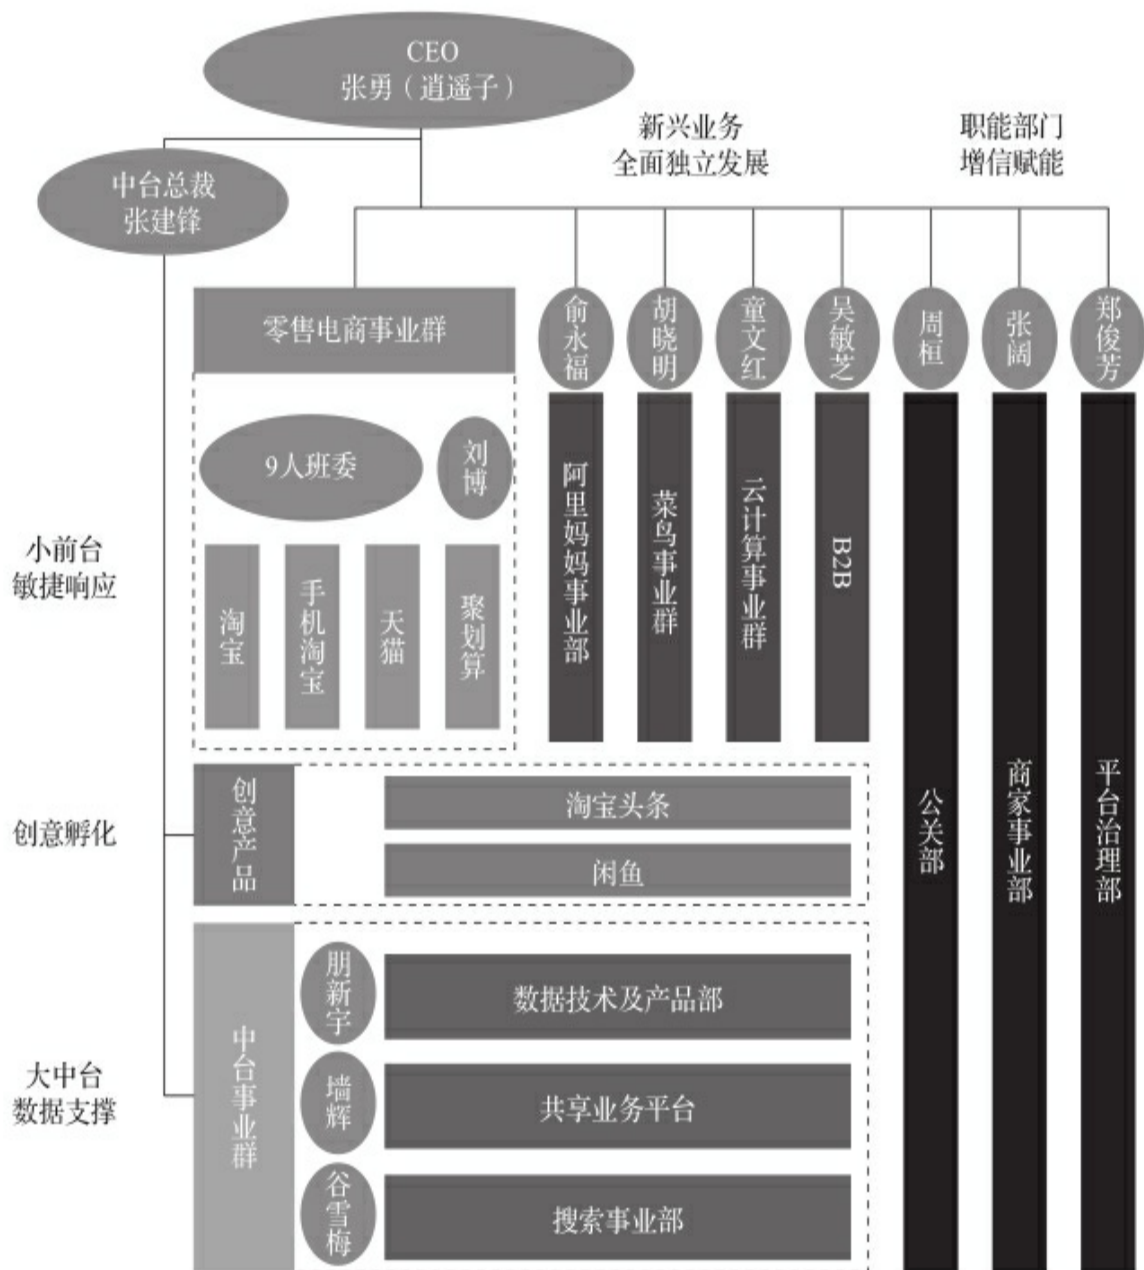 CEO
张勇（逍遥子）
新兴业务
全面独立发展
职能部门
增信赋能
中台总裁
张建锋
零售电商事业群
俞永福
胡晓明
童文红
吴敏芝
周桓
张阔
郑俊芳
9人班委
刘博
小前台
敏捷响应
淘宝
手机淘宝
天猫
聚划算
阿里妈妈事业部
菜鸟事业群
云计算事业群
B2B
公关部
商家事业部
平台治理部
创意孵化
创意产品
淘宝头条
闲鱼
大中台
数据支撑
中台事业群
朋新宇
数据技术及产品部
墙辉
共享业务平台
谷雪梅
搜索事业部